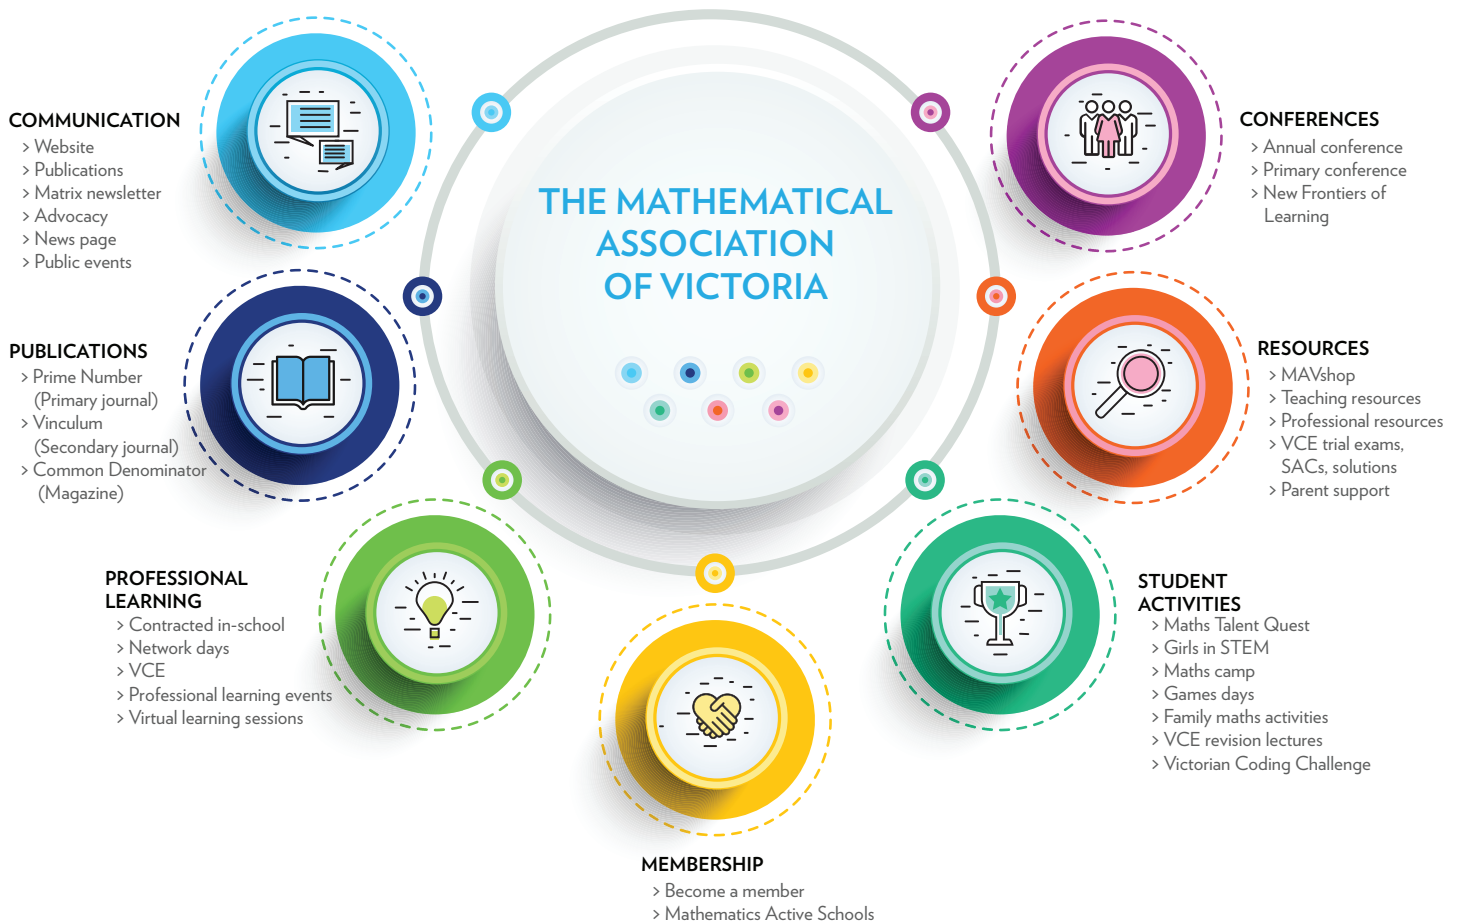 THE MATHEMATICAL
ASSOCIATION
OF VICTORIA
COMMUNICATION
> Website
> Publications
> Matrix newsletter
> Advocacy
> News page
> Public events
PUBLICATIONS
> Prime Number
(Primary journal)
> Vinculum
(Secondary journal)
> Common Denominator
(Magazine)
PROFESSIONAL
LEARNING
> Contracted in-school
> Network days
> VCE
> Professional learning events
> Virtual learning sessions
MEMBERSHIP
> Become a member
> Mathematics Active Schools
STUDENT
ACTIVITIES
> Maths Talent Quest
> Girls in STEM
> Maths camp
> Games days
> Family maths activities
> VCE revision lectures
> Victorian Coding Challenge
RESOURCES
> MAVshop
> Teaching resources
> Professional resources
> VCE trial exams,
SACs, solutions
> Parent support
CONFERENCES
> Annual conference
> Primary conference
> New Frontiers of
Learning